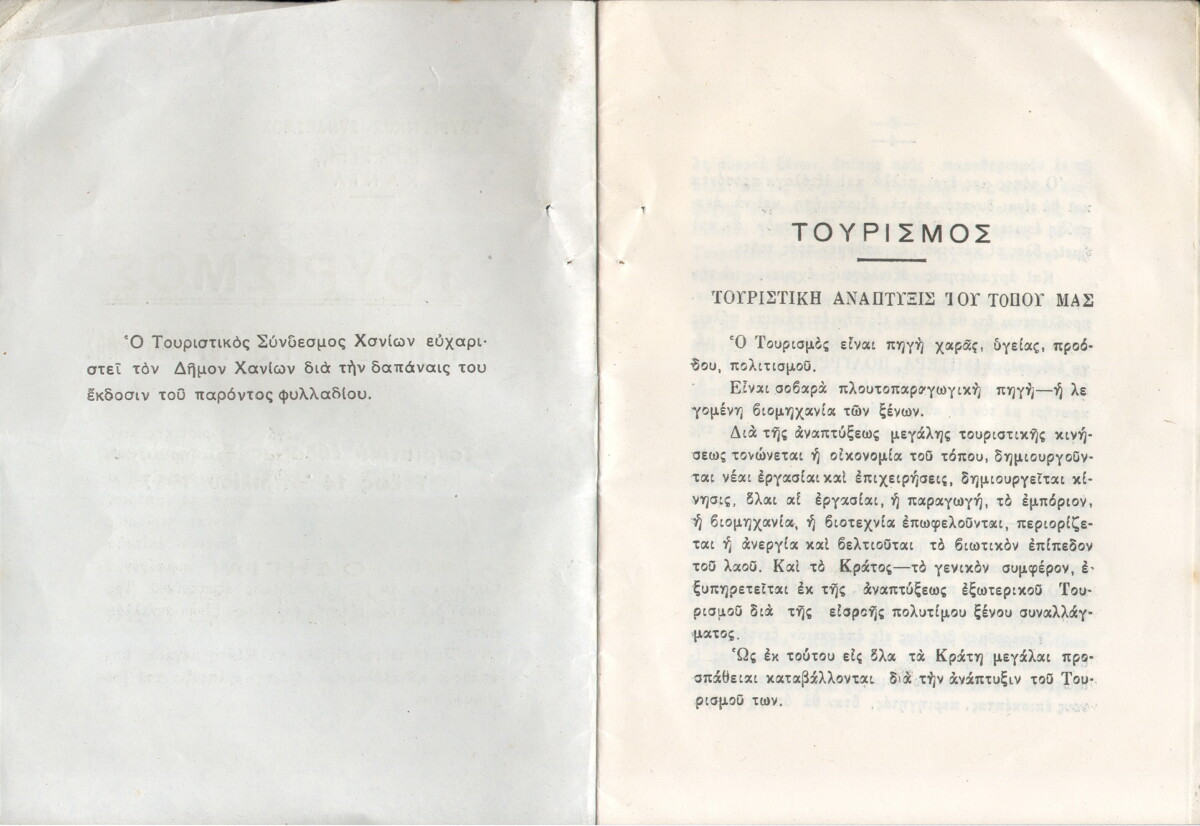 Ὁ Τουριστικὸς Σύνδεσμος Χανίων εὐχαρι-
στεῖ τὸν Δῆμον Χανίων διὰ τὴν δαπάναις του
ἔκδοσιν τοῦ παρόντος φυλλαδίου.
ΤΟΥΡΙΣΜΟΣ
ΤΟΥΡΙΣΤΙΚΗ ΑΝΑΠΤΥΞΙΣ ΤΟΥ ΤΟΠΟΥ ΜΑΣ
Ὁ Τουρισμὸς εἶναι πηγὴ χαρᾶς, ὑγείας, προό-
δου, πολιτισμοῦ.
Εἶναι σοβαρὰ πλουτοπαραγωγικὴ πηγὴ—ἡ λε
γομένη βιομηχανία τῶν ξένων.
Διὰ τῆς ἀναπτύξεως μεγάλης τουριστικῆς κινή-
σεως τονώνεται ἡ οἰκονομία τοῦ τόπου, δημιουργοῦν-
ται νέαι ἐργασίαι καὶ ἐπιχειρήσεις, δημιουργεῖται κί-
νησις, ὅλαι αἱ ἐργασίαι, ἡ παραγωγή, τὸ ἐμπόριον,
ἡ βιομηχανία, ἡ βιοτεχνία ἐπωφελοῦνται, περιορίζε-
ται ἡ ἀνεργία καὶ βελτιοῦται τὸ βιωτικὸν ἐπίπεδον
τοῦ λαοῦ. Καὶ τὸ Κράτος—τὸ γενικὸν συμφέρον, ἐ-
ξυπηρετεῖται ἐκ τῆς ἀναπτύξεως ἐξωτερικοῦ Του-
ρισμοῦ διὰ τῆς εἰσροῆς πολυτίμου ξένου συναλλάγ-
ματος.
Ὡς ἐκ τούτου εἰς ὅλα τὰ Κράτη μεγάλαι προ-
σπάθειαι καταβάλλονται διὰ τὴν ἀνάπτυξιν τοῦ Του-
ρισμοῦ των.